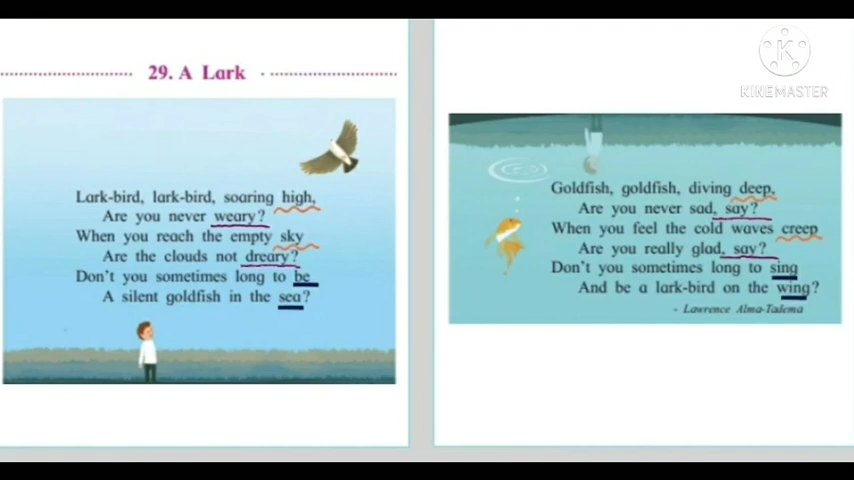 29. A Lark
Lark-bird, lark-bird, soaring high,
Are you never weary?
When you reach the empty sky
Are the clouds not dreary?
Don't you sometimes long to be
A silent goldfish in the sea?
K
KINEMASTER
Goldfish, goldfish, diving deep,
Are you never sad, say?
When you feel the cold waves creep
Are you really glad, say?
Don't you sometimes long to sing
And be a lark-bird on the wing?
- Lawrence Alma-Tadema